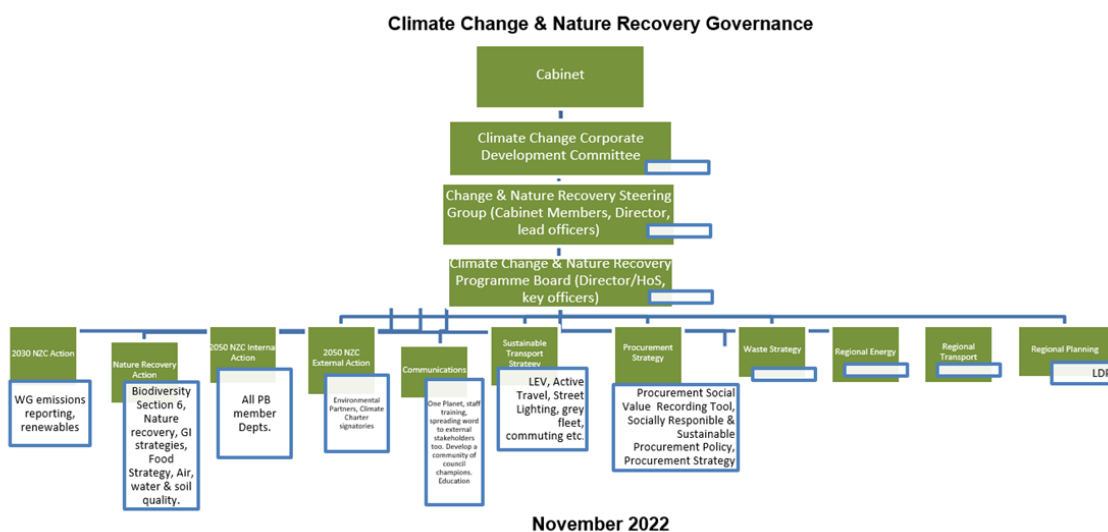 Climate Change & Nature Recovery Governance
Cabinet
Climate Change Corporate
Development Committee
Change & Nature Recovery Steering
Group (Cabinet Members, Director,
lead officers)
Climate Change & Nature Recovery
Programme Board (Director/HoS,
key officers)
2030 NZC Action
WG emissions
reporting,
renewables
Nature Recovery
Action
Biodiversity
Section 6,
Nature
recovery, GI
strategies,
Food
Strategy, Air,
water & soil
quality.
2050 NZC Internal
Action
All PB
member
Depts.
2050 NZC
External Action
Environmental
Partners, Climate
Charter
signatories
Communications
One Planet, staff
training,
spreading word
to external
stakeholders
too. Develop a
community of
council
champions.
Education
Sustainable
Transport
Strategy
LEV, Active
Travel, Street
Lighting, grey
fleet,
commuting etc.
Procurement
Strategy
Procurement Social
Value Recording Tool,
Socially Responible &
Sustainable
Procurement Policy,
Procurement Strategy
Waste Strategy
Regional Energy
Regional
Transport
Regional Planning
LDP
November 2022